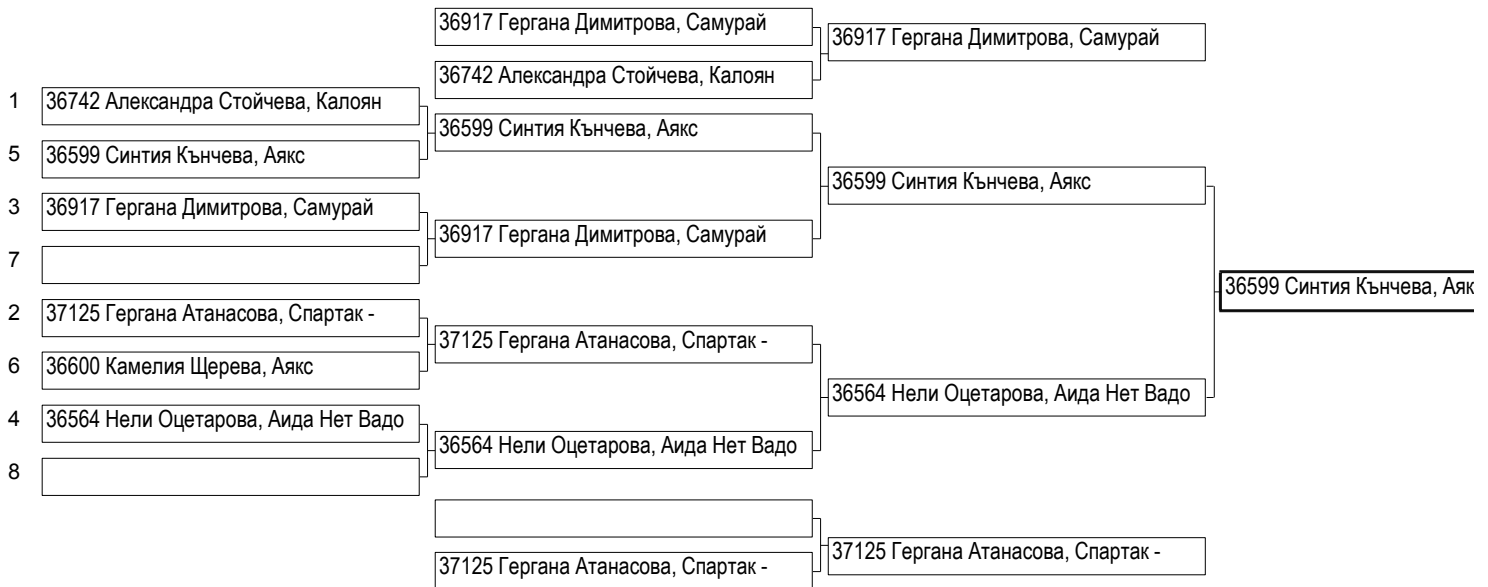 36917 Гергана Димитрова, Самурай
36917 Гергана Димитрова, Самурай
36742 Александра Стойчева, Калоян
1 36742 Александра Стойчева, Калоян
36599 Синтия Кънчева, Аякс
5 36599 Синтия Кънчева, Аякс
36599 Синтия Кънчева, Аякс
3 36917 Гергана Димитрова, Самурай
36917 Гергана Димитрова, Самурай
7
36599 Синтия Кънчева, Аяк
2 37125 Гергана Атанасова, Спартак -
37125 Гергана Атанасова, Спартак -
6 36600 Камелия Щерева, Аякс
36564 Нели Оцетарова, Аида Нет Вадо
4 36564 Нели Оцетарова, Аида Нет Вадо
36564 Нели Оцетарова, Аида Нет Вадо
8
37125 Гергана Атанасова, Спартак -
37125 Гергана Атанасова, Спартак -